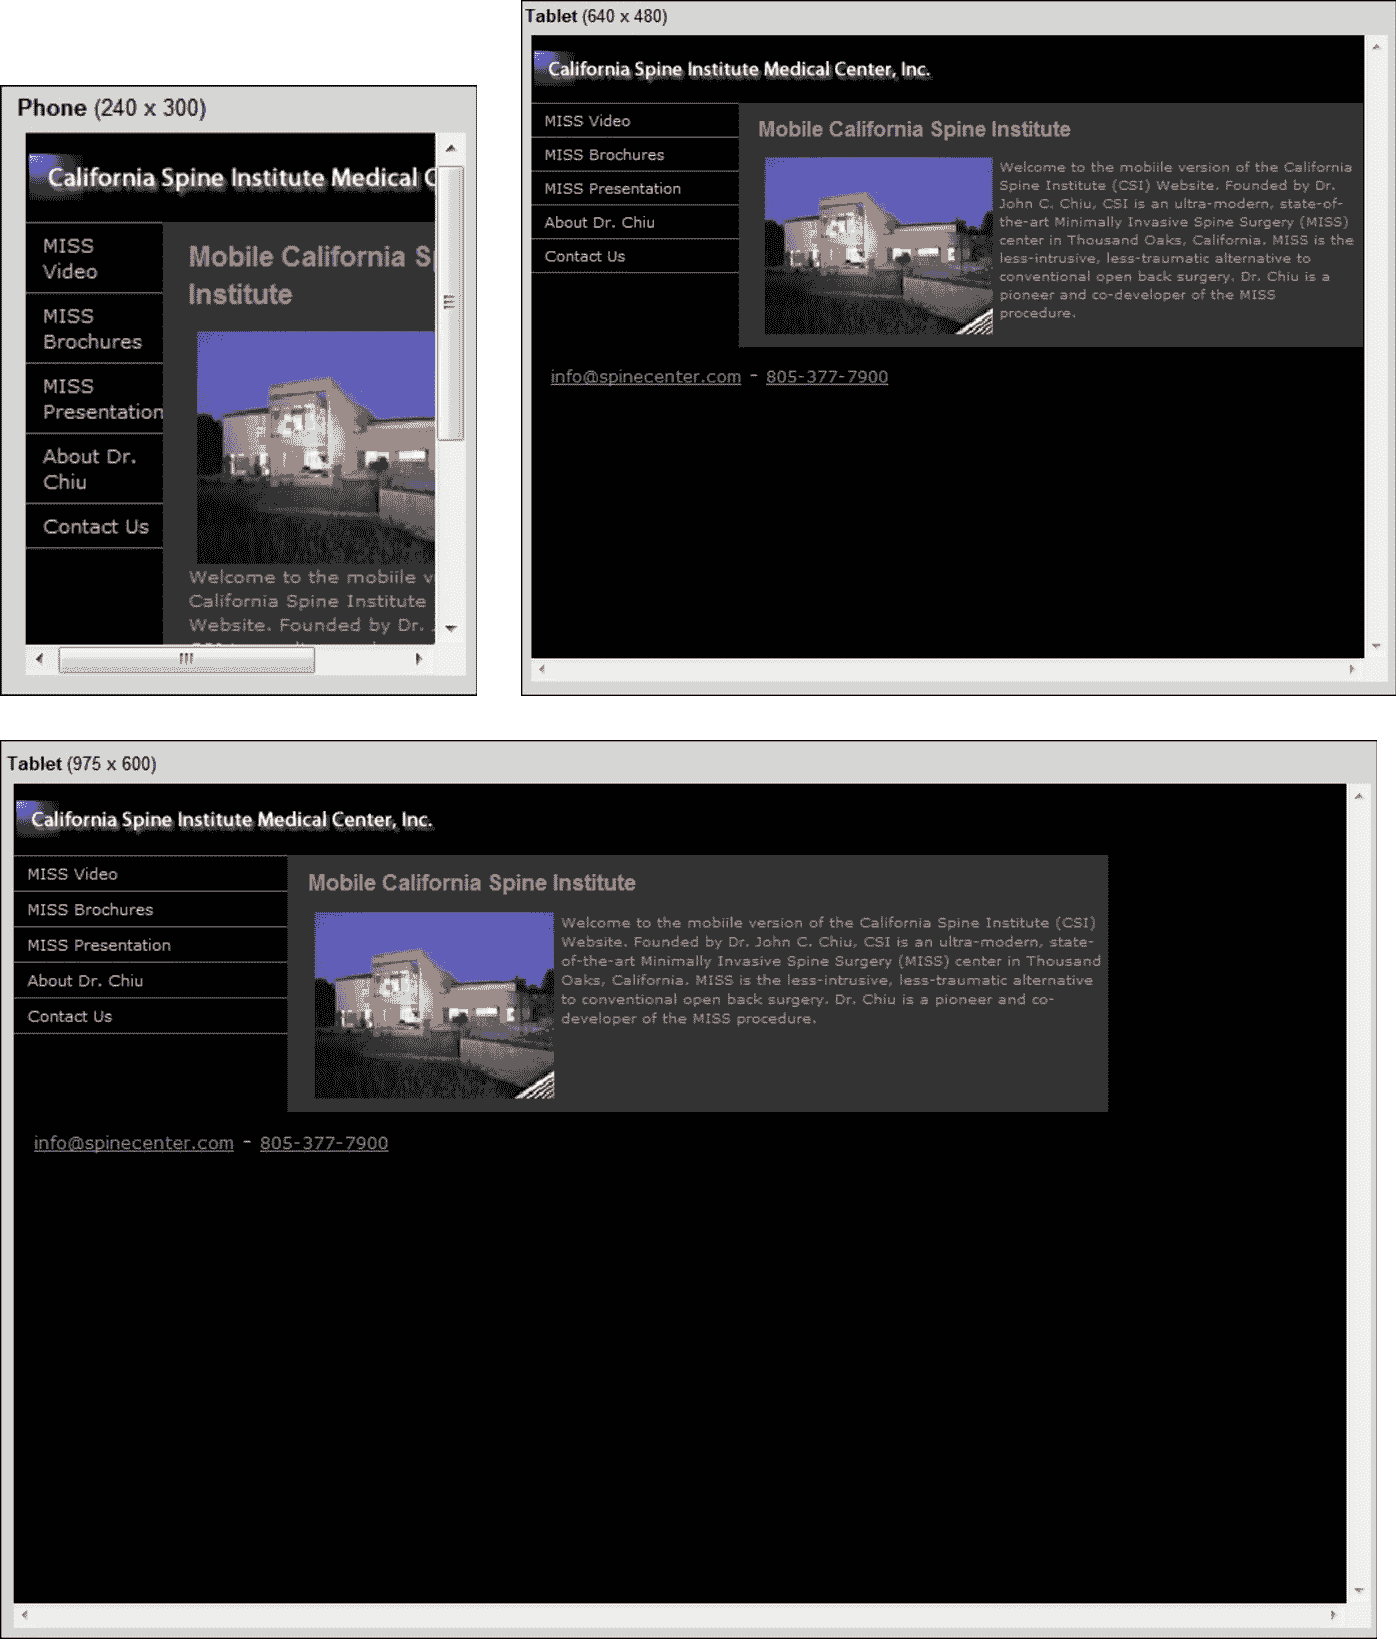 Phone (240 x 300)
California Spine Institute Medical C
MISS
Video
MISS
Brochures
MISS
Presentation
About Dr.
Chiu
Contact Us
Mobile California S
Institute
Welcome to the mobiile v
California Spine Institute
Website. Founded by Dr.
Tablet (640 x 480)
California Spine Institute Medical Center, Inc.
MISS Video
MISS Brochures
MISS Presentation
About Dr. Chiu
Contact Us
Mobile California Spine Institute
Welcome to the mobiile version of the California
Spine Institute (CSI) Website. Founded by Dr.
John C. Chiu, CSI is an ultra-modern, state-of-
the-art Minimally Invasive Spine Surgery (MISS)
center in Thousand Oaks, California. MISS is the
less-intrusive, less-traumatic alternative to
conventional open back surgery. Dr. Chiu is a
pioneer and co-developer of the MISS
procedure.
info@spinecenter.com - 805-377-7900
Tablet (975 x 600)
California Spine Institute Medical Center, Inc.
MISS Video
MISS Brochures
MISS Presentation
About Dr. Chiu
Contact Us
Mobile California Spine Institute
Welcome to the mobiile version of the California Spine Institute (CSI)
Website. Founded by Dr. John C. Chiu, CSI is an ultra-modern, state-
of-the-art Minimally Invasive Spine Surgery (MISS) center in Thousand
Oaks, California. MISS is the less-intrusive, less-traumatic alternative
to conventional open back surgery. Dr. Chiu is a pioneer and co-
developer of the MISS procedure.
info@spinecenter.com - 805-377-7900